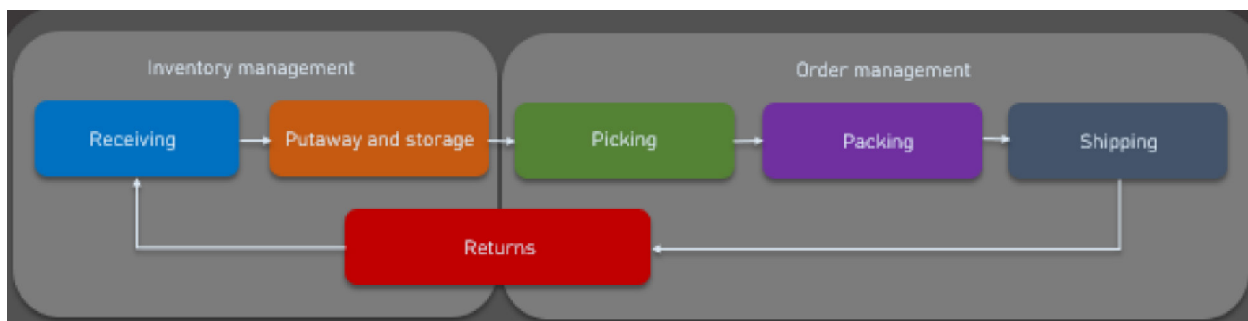 Inventory management
Order management
Receiving
Putaway and storage
Picking
Packing
Shipping
Returns